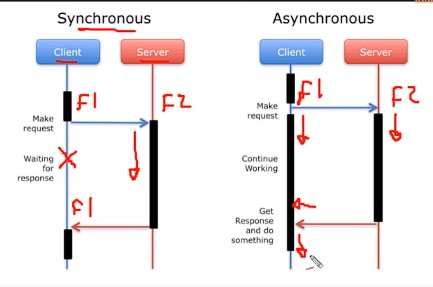 Synchronous
Client
Server
F1
F2
Make
request
Waiting
for
response
F1
Asynchronous
Client
Server
F1
F2
Make
request
Continue
Working
Get
Response
and do
something